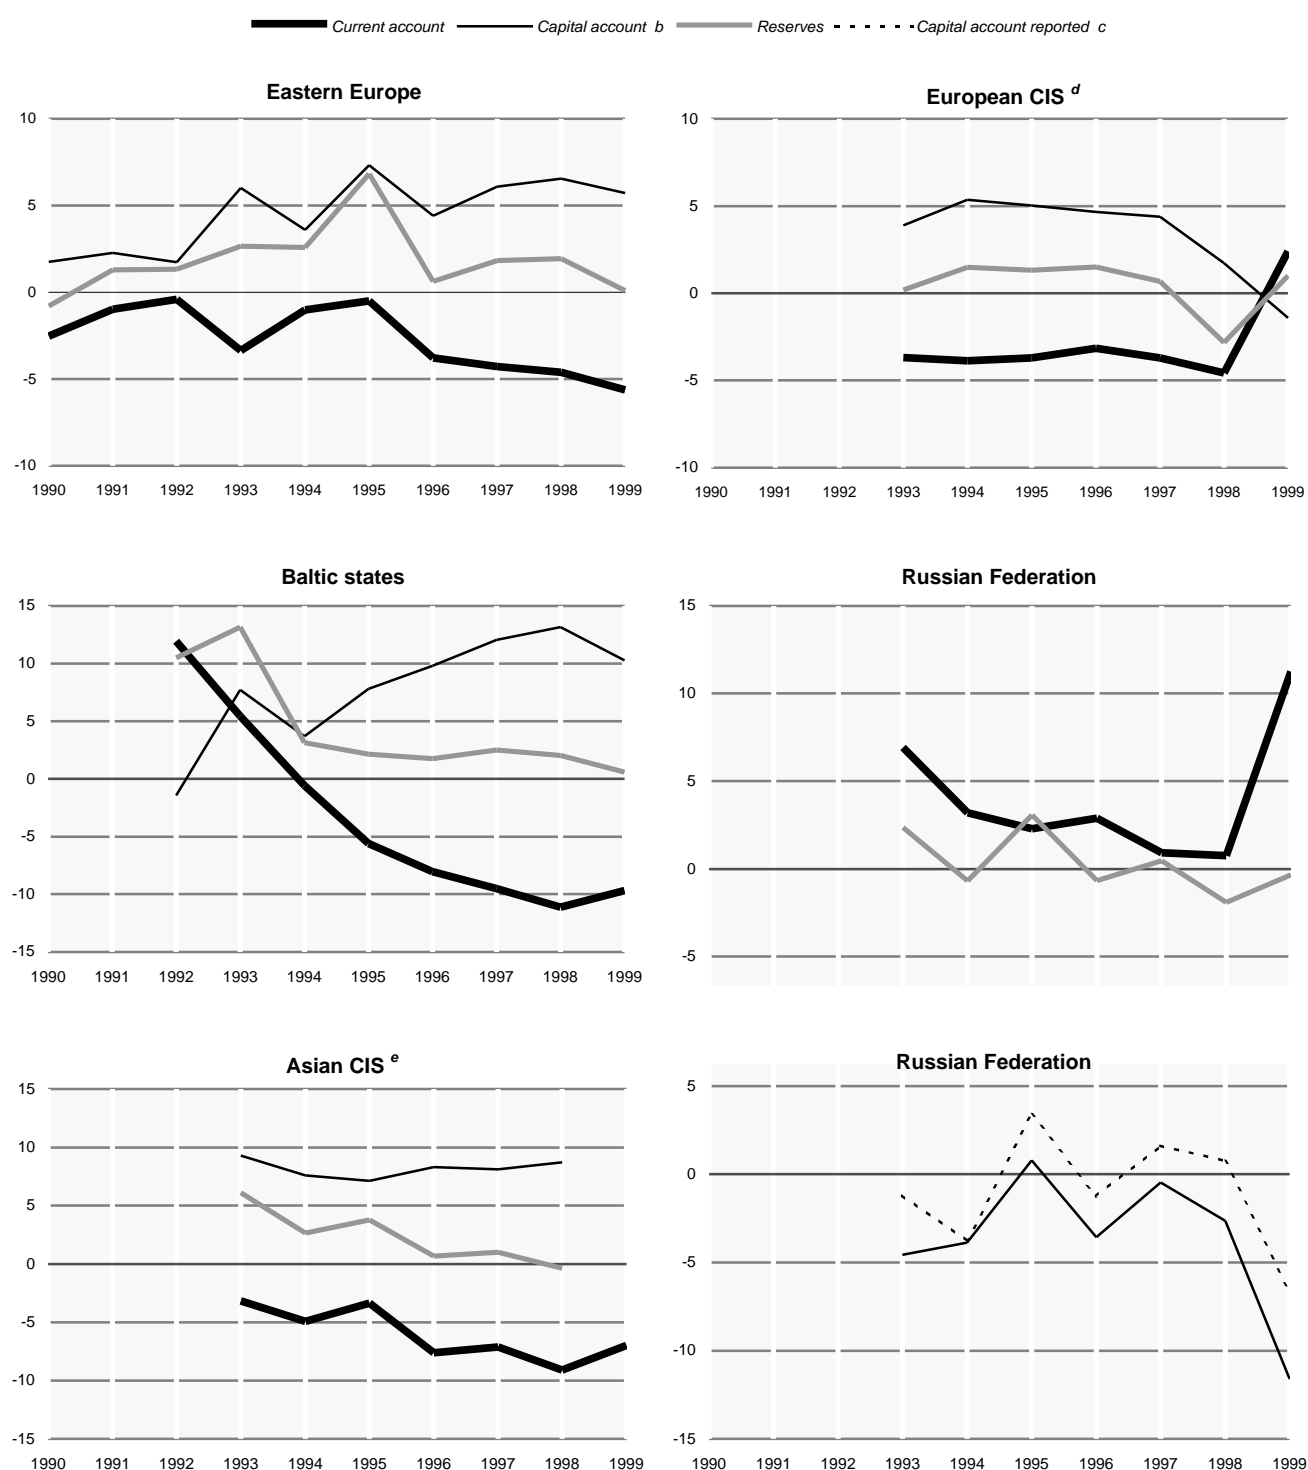 Current account Capital account b Reserves Capital account reported c
Eastern Europe
10
5
0
-5
-10
1990 1991 1992 1993 1994 1995 1996 1997 1998 1999
European CIS d
10
5
0
-5
-10
1990 1991 1992 1993 1994 1995 1996 1997 1998 1999
Baltic states
15
10
5
0
-5
-10
-15
1990 1991 1992 1993 1994 1995 1996 1997 1998 1999
Russian Federation
15
10
5
0
-5
Asian CIS e
15
10
5
0
-5
-10
-15
1990 1991 1992 1993 1994 1995 1996 1997 1998 1999
Russian Federation
5
0
-5
-10
-15
1990 1991 1992 1993 1994 1995 1996 1997 1998 1999